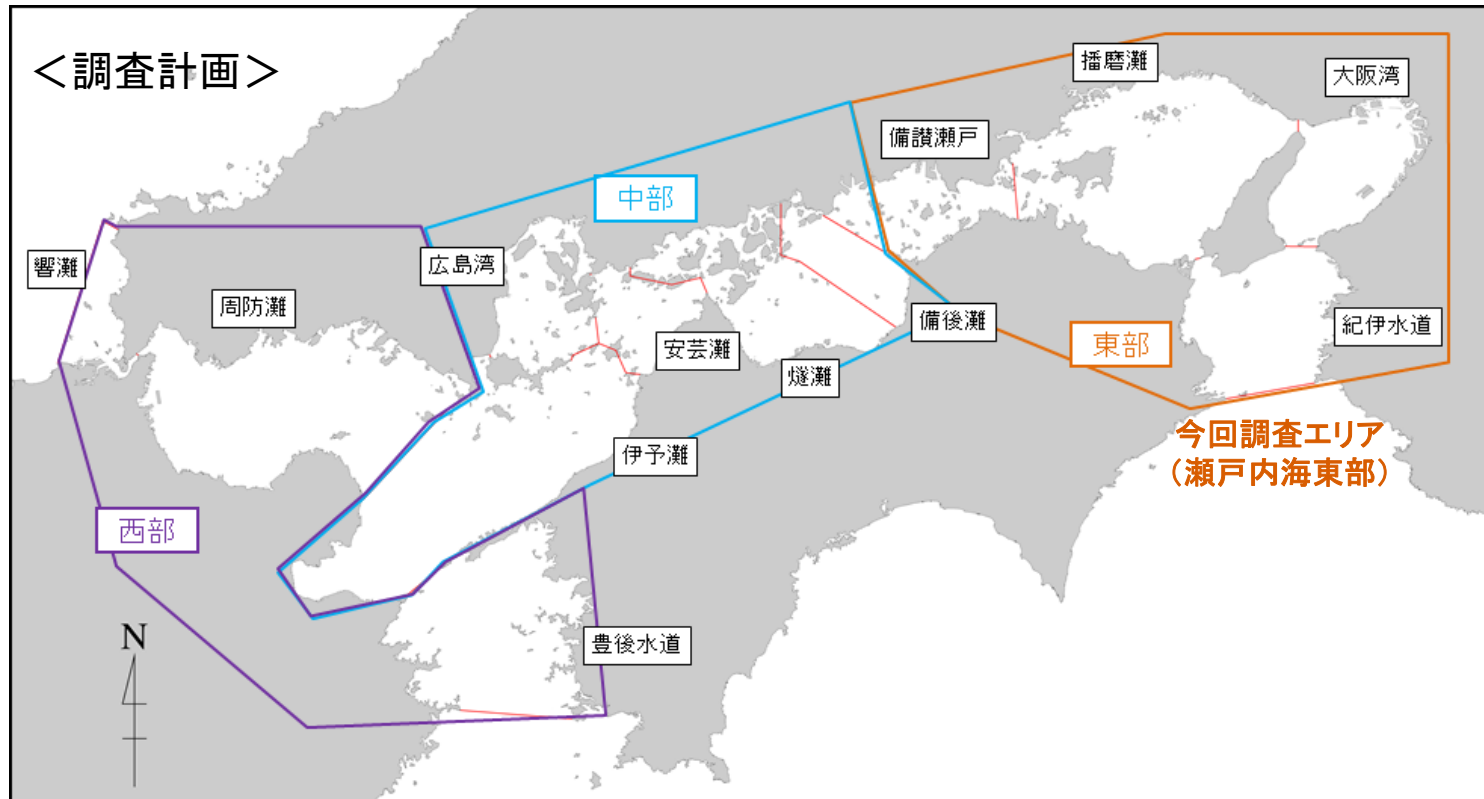 ＜調査計画＞
播磨灘
大阪湾
備讃瀬戸
中部
響灘
広島湾
周防灘
備後灘
紀伊水道
東部
安芸灘
燧灘
今回調査エリア
（瀬戸内海東部）
伊予灘
西部
豊後水道
N